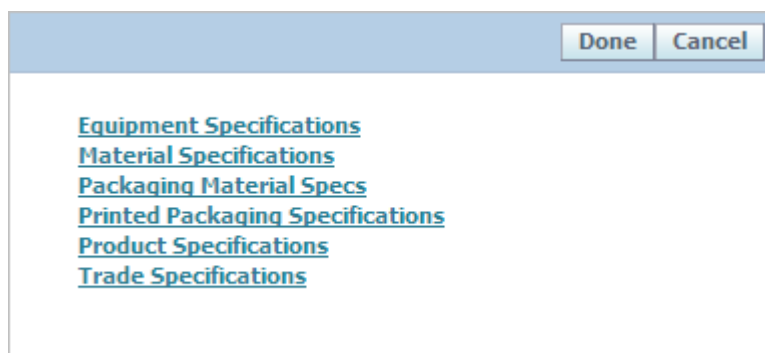 Done Cancel
Equipment Specifications
Material Specifications
Packaging Material Specs
Printed Packaging Specifications
Product Specifications
Trade Specifications